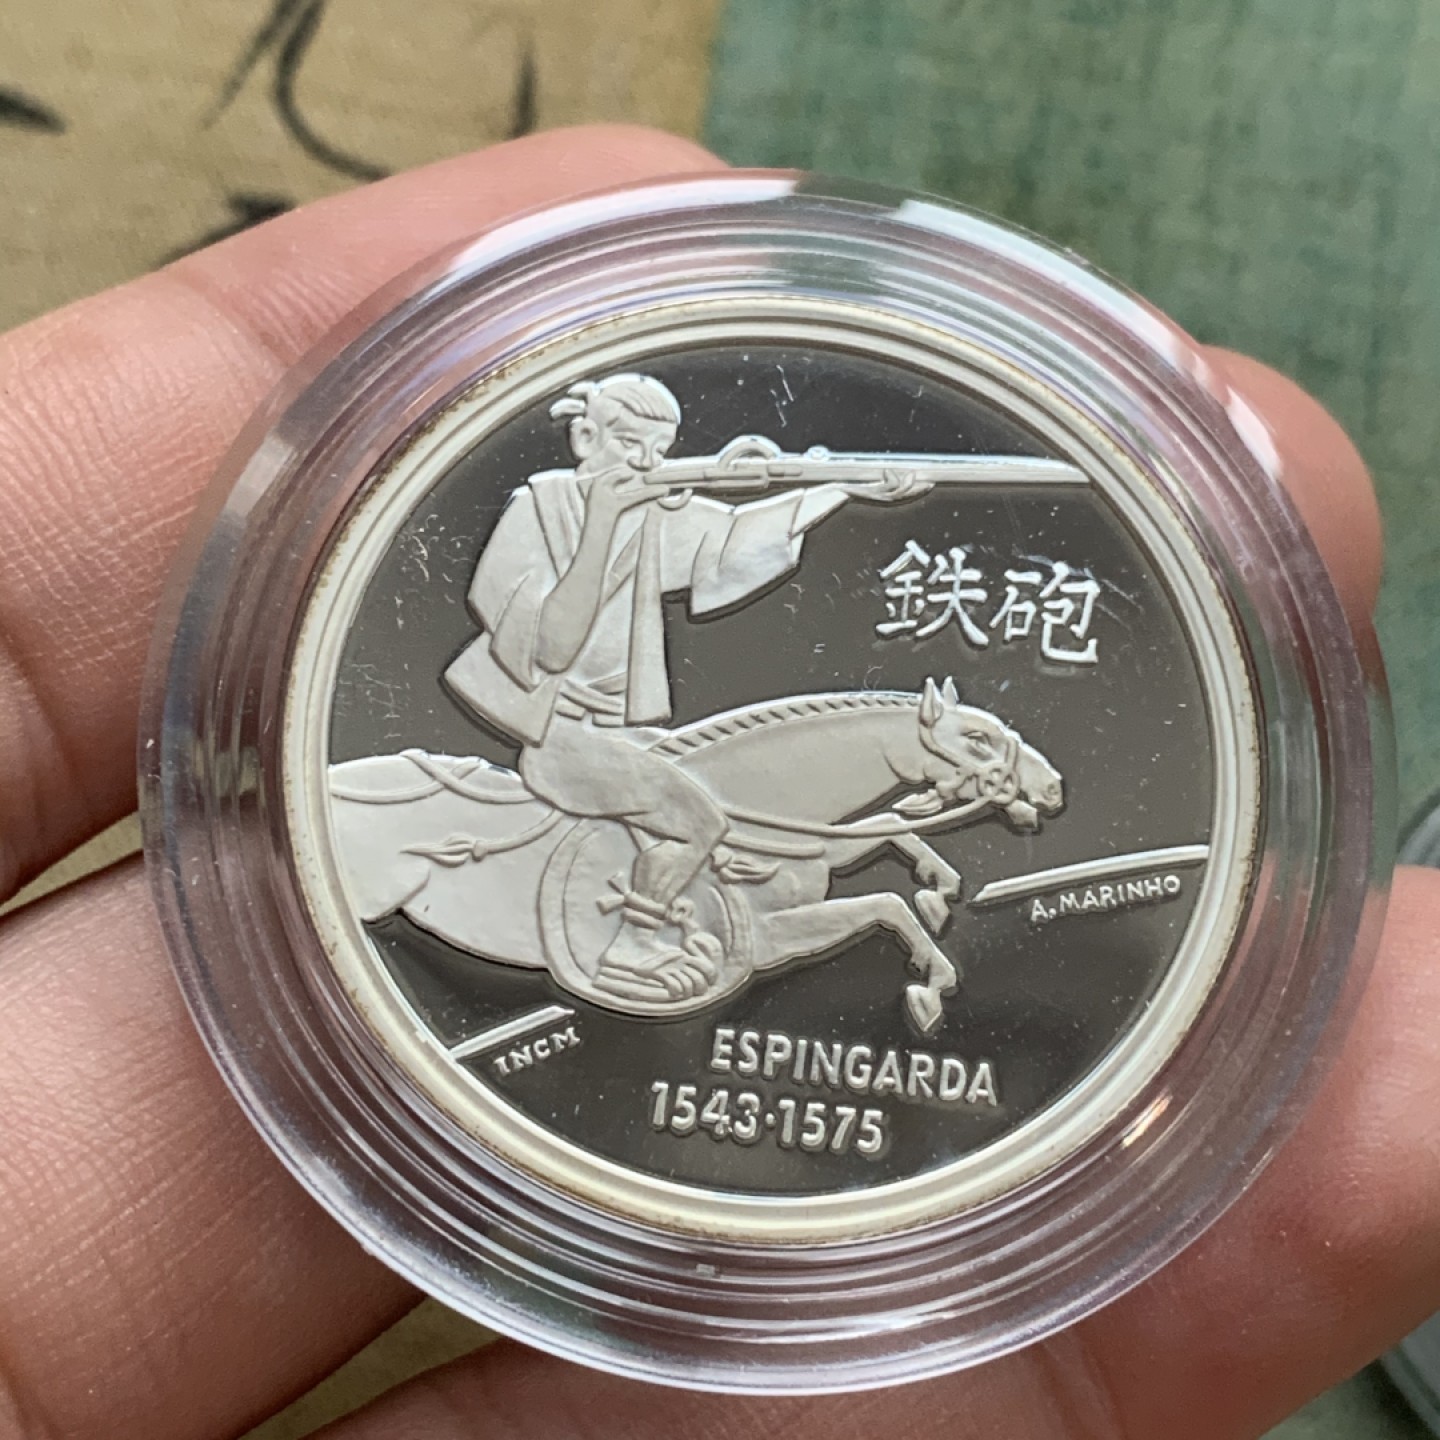 鉄砲
A. MARINHO
INCM
ESPINGARDA
1543·1575